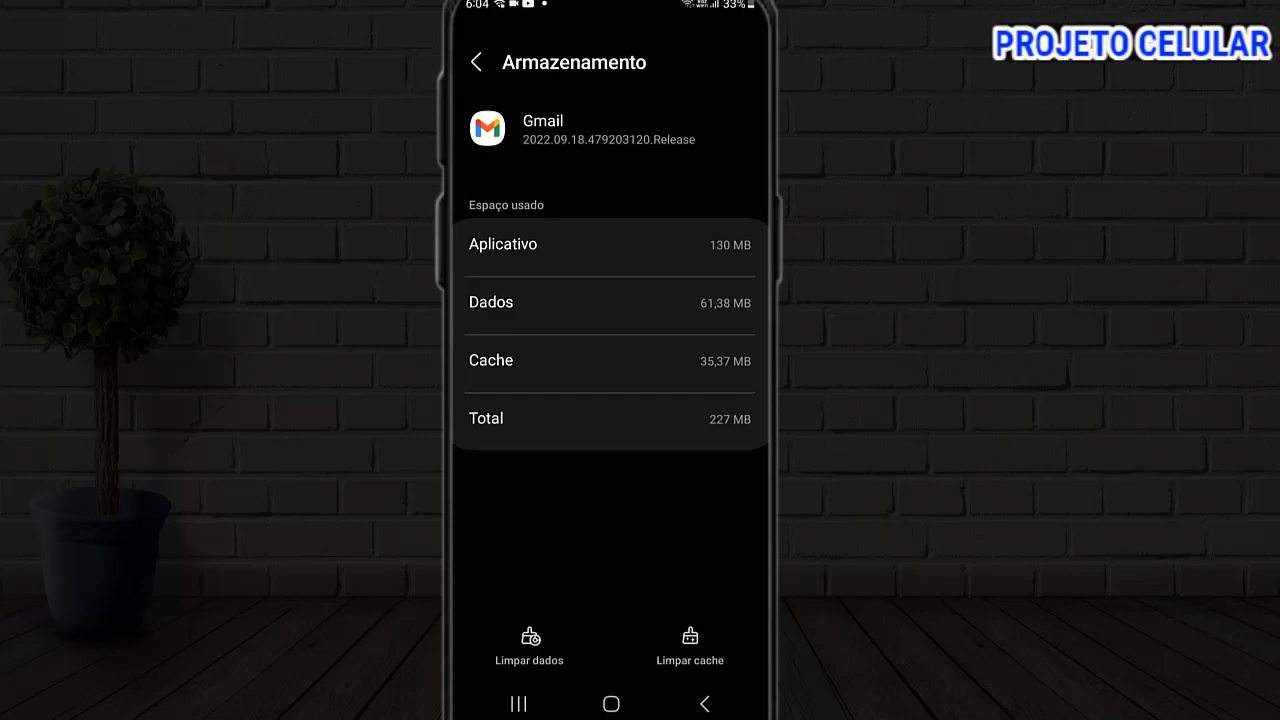 6:04
33%
PROJETO CELULAR
Armazenamento
Gmail
2022.09.18.479203120.Release
Espaço usado
Aplicativo 130 MB
Dados 61,38 MB
Cache 35,37 MB
Total 227 MB
Limpar dados Limpar cache